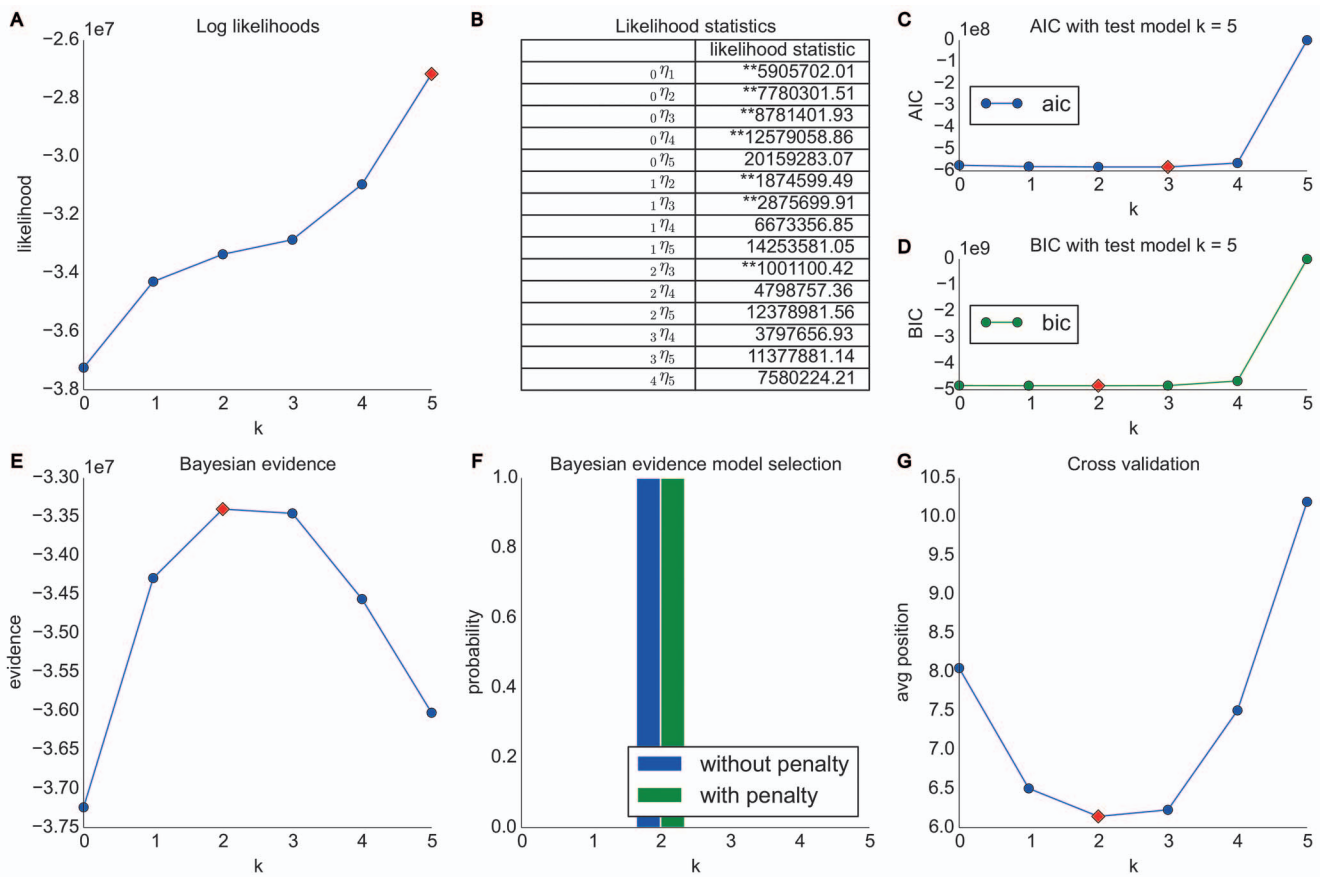 A
Log likelihoods
1e7
−2.6
−2.8
−3.0
−3.2
−3.4
−3.6
−3.8
likelihood
0 1 2 3 4 5
k
B
Likelihood statistics
likelihood statistic
₀η₁ **5905702.01
₀η₂ **7780301.51
₀η₃ **8781401.93
₀η₄ **12579058.86
₀η₅ 20159283.07
₁η₂ **1874599.49
₁η₃ **2875699.91
₁η₄ 6673356.85
₁η₅ 14253581.05
₂η₃ **1001100.42
₂η₄ 4798757.36
₂η₅ 12378981.56
₃η₄ 3797656.93
₃η₅ 11377881.14
₄η₅ 7580224.21
C
AIC with test model k = 5
1e8
0
−1
−2
−3
−4
−5
−6
AIC
aic
0 1 2 3 4 5
k
D
BIC with test model k = 5
1e9
0
−1
−2
−3
−4
−5
BIC
bic
0 1 2 3 4 5
k
E
Bayesian evidence
1e7
−3.30
−3.35
−3.40
−3.45
−3.50
−3.55
−3.60
−3.65
−3.70
−3.75
evidence
0 1 2 3 4 5
k
F
Bayesian evidence model selection
1.0
0.8
0.6
0.4
0.2
0.0
probability
without penalty
with penalty
0 1 2 3 4 5
k
G
Cross validation
10.5
10.0
9.5
9.0
8.5
8.0
7.5
7.0
6.5
6.0
avg position
0 1 2 3 4 5
k